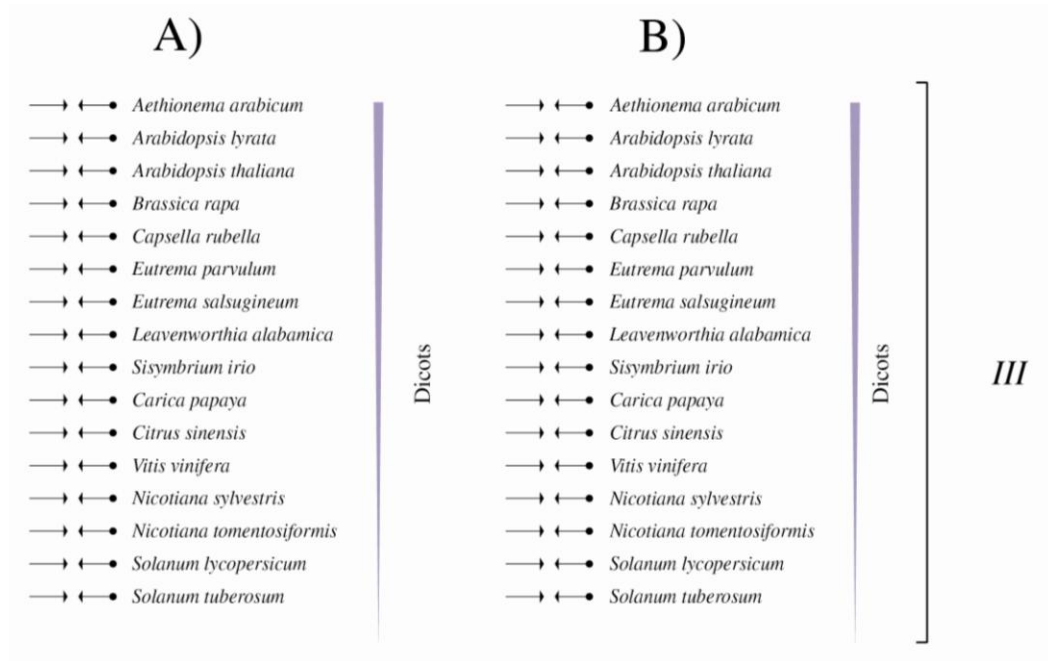 A)
Aethionema arabicum
Arabidopsis lyrata
Arabidopsis thaliana
Brassica rapa
Capsella rubella
Eutrema parvulum
Eutrema salsugineum
Leavenworthia alabamica
Sisymbrium irio
Carica papaya
Citrus sinensis
Vitis vinifera
Nicotiana sylvestris
Nicotiana tomentosiformis
Solanum lycopersicum
Solanum tuberosum
Dicots
B)
Aethionema arabicum
Arabidopsis lyrata
Arabidopsis thaliana
Brassica rapa
Capsella rubella
Eutrema parvulum
Eutrema salsugineum
Leavenworthia alabamica
Sisymbrium irio
Carica papaya
Citrus sinensis
Vitis vinifera
Nicotiana sylvestris
Nicotiana tomentosiformis
Solanum lycopersicum
Solanum tuberosum
Dicots
III